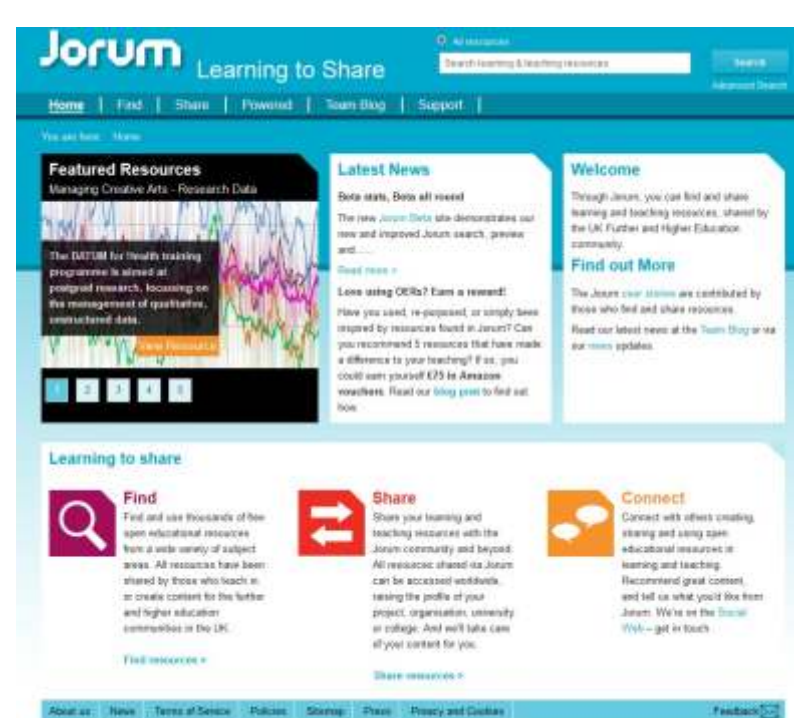 Jorum
Learning to Share
All resources
Search learning & teaching resources
Search
Advanced Search
Home | Find | Share | Powered | Team Blog | Support |
You are here: Home
Featured Resources
Managing Creative Arts - Research Data
The DATUM for Health training
programme is aimed at
postgrad research, focussing on
the management of qualitative,
unstructured data.
View Resource
1 2 3 4 5
Latest News
Beta stats, Beta all round
The new Jorum Beta site demonstrates our
new and improved Jorum search, preview
and......
Read more »
Love using OERs? Earn a reward!
Have you used, re-purposed, or simply been
inspired by resources found in Jorum? Can
you recommend 5 resources that have made
a difference to your teaching? If so, you
could earn yourself £75 in Amazon
vouchers. Read our blog post to find out
how.
Welcome
Through Jorum, you can find and share
learning and teaching resources, shared by
the UK Further and Higher Education
community.
Find out More
The Jorum user stories are contributed by
those who find and share resources.
Read our latest news at the Team Blog or via
our news updates.
Learning to share
Find
Find and use thousands of free
open educational resources
from a wide variety of subject
areas. All resources have been
shared by those who teach in
or create content for the further
and higher education
communities in the UK.
Find resources »
Share
Share your learning and
teaching resources with the
Jorum community and beyond.
All resources shared via Jorum
can be accessed worldwide,
raising the profile of your
project, organisation, university
or college. And we'll take care
of your content for you.
Share resources »
Connect
Connect with others creating,
sharing and using open
educational resources in
learning and teaching.
Recommend great content,
and tell us what you'd like from
Jorum. We're on the Social
Web – get in touch
About us News Terms of Service Policies Sitemap Press Privacy and Cookies Feedback